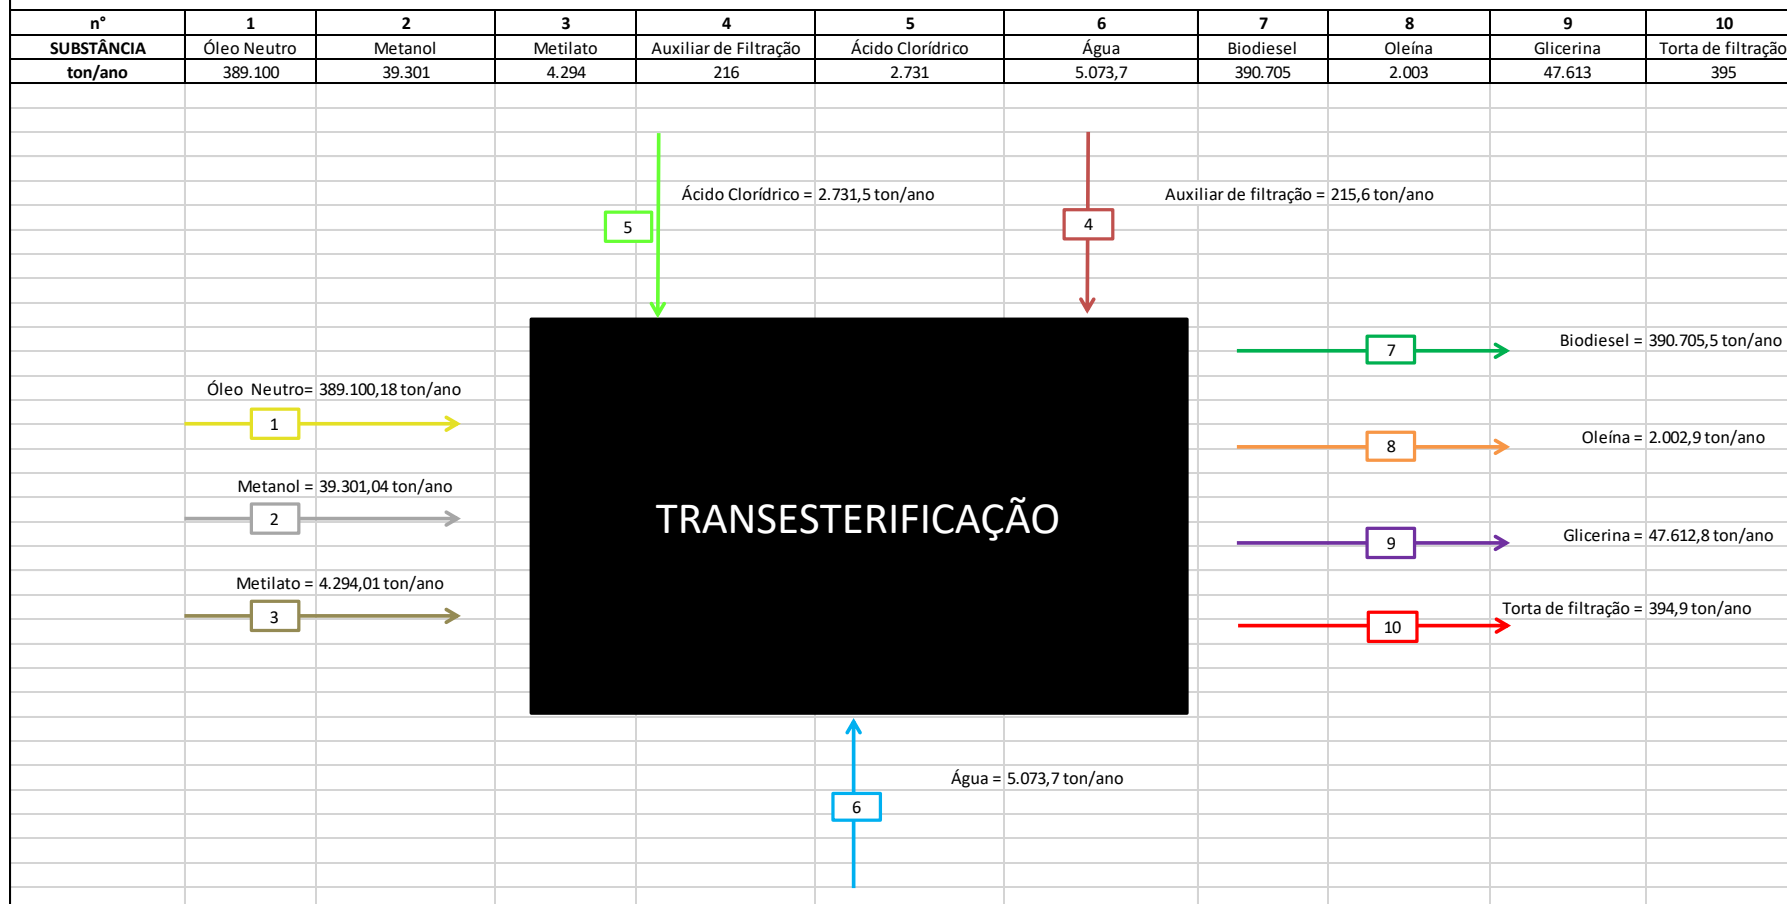 n° 1 2 3 4 5 6 7 8 9 10
SUBSTÂNCIA Óleo Neutro Metanol Metilato Auxiliar de Filtração Ácido Clorídrico Água Biodiesel Oleína Glicerina Torta de filtração
ton/ano 389.100 39.301 4.294 216 2.731 5.073,7 390.705 2.003 47.613 395
Ácido Clorídrico = 2.731,5 ton/ano
Auxiliar de filtração = 215,6 ton/ano
5
4
Biodiesel = 390.705,5 ton/ano
7
Óleo Neutro= 389.100,18 ton/ano
1
Oleína = 2.002,9 ton/ano
8
Metanol = 39.301,04 ton/ano
2
TRANSESTERIFICAÇÃO
Glicerina = 47.612,8 ton/ano
9
Metilato = 4.294,01 ton/ano
3
Torta de filtração = 394,9 ton/ano
10
Água = 5.073,7 ton/ano
6